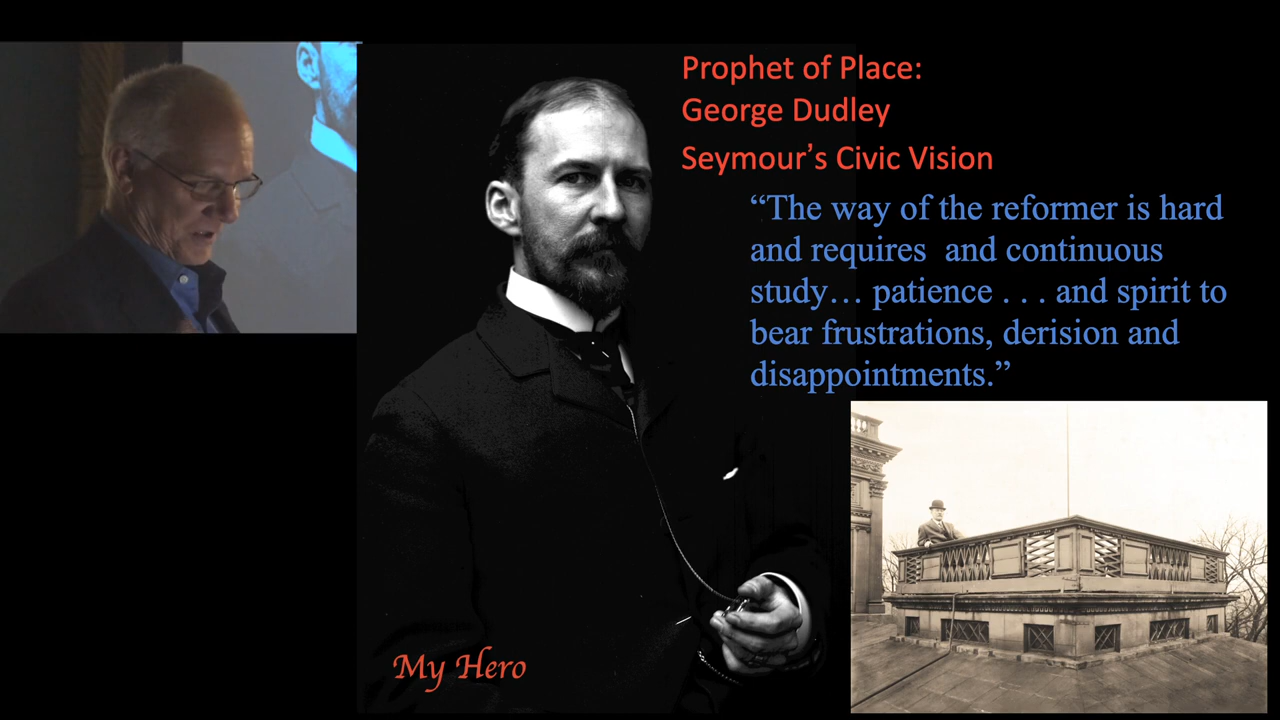 Prophet of Place:
George Dudley
Seymour’s Civic Vision
“The way of the reformer is hard
and requires  and continuous
study… patience . . . and spirit to
bear frustrations, derision and
disappointments.”
My Hero